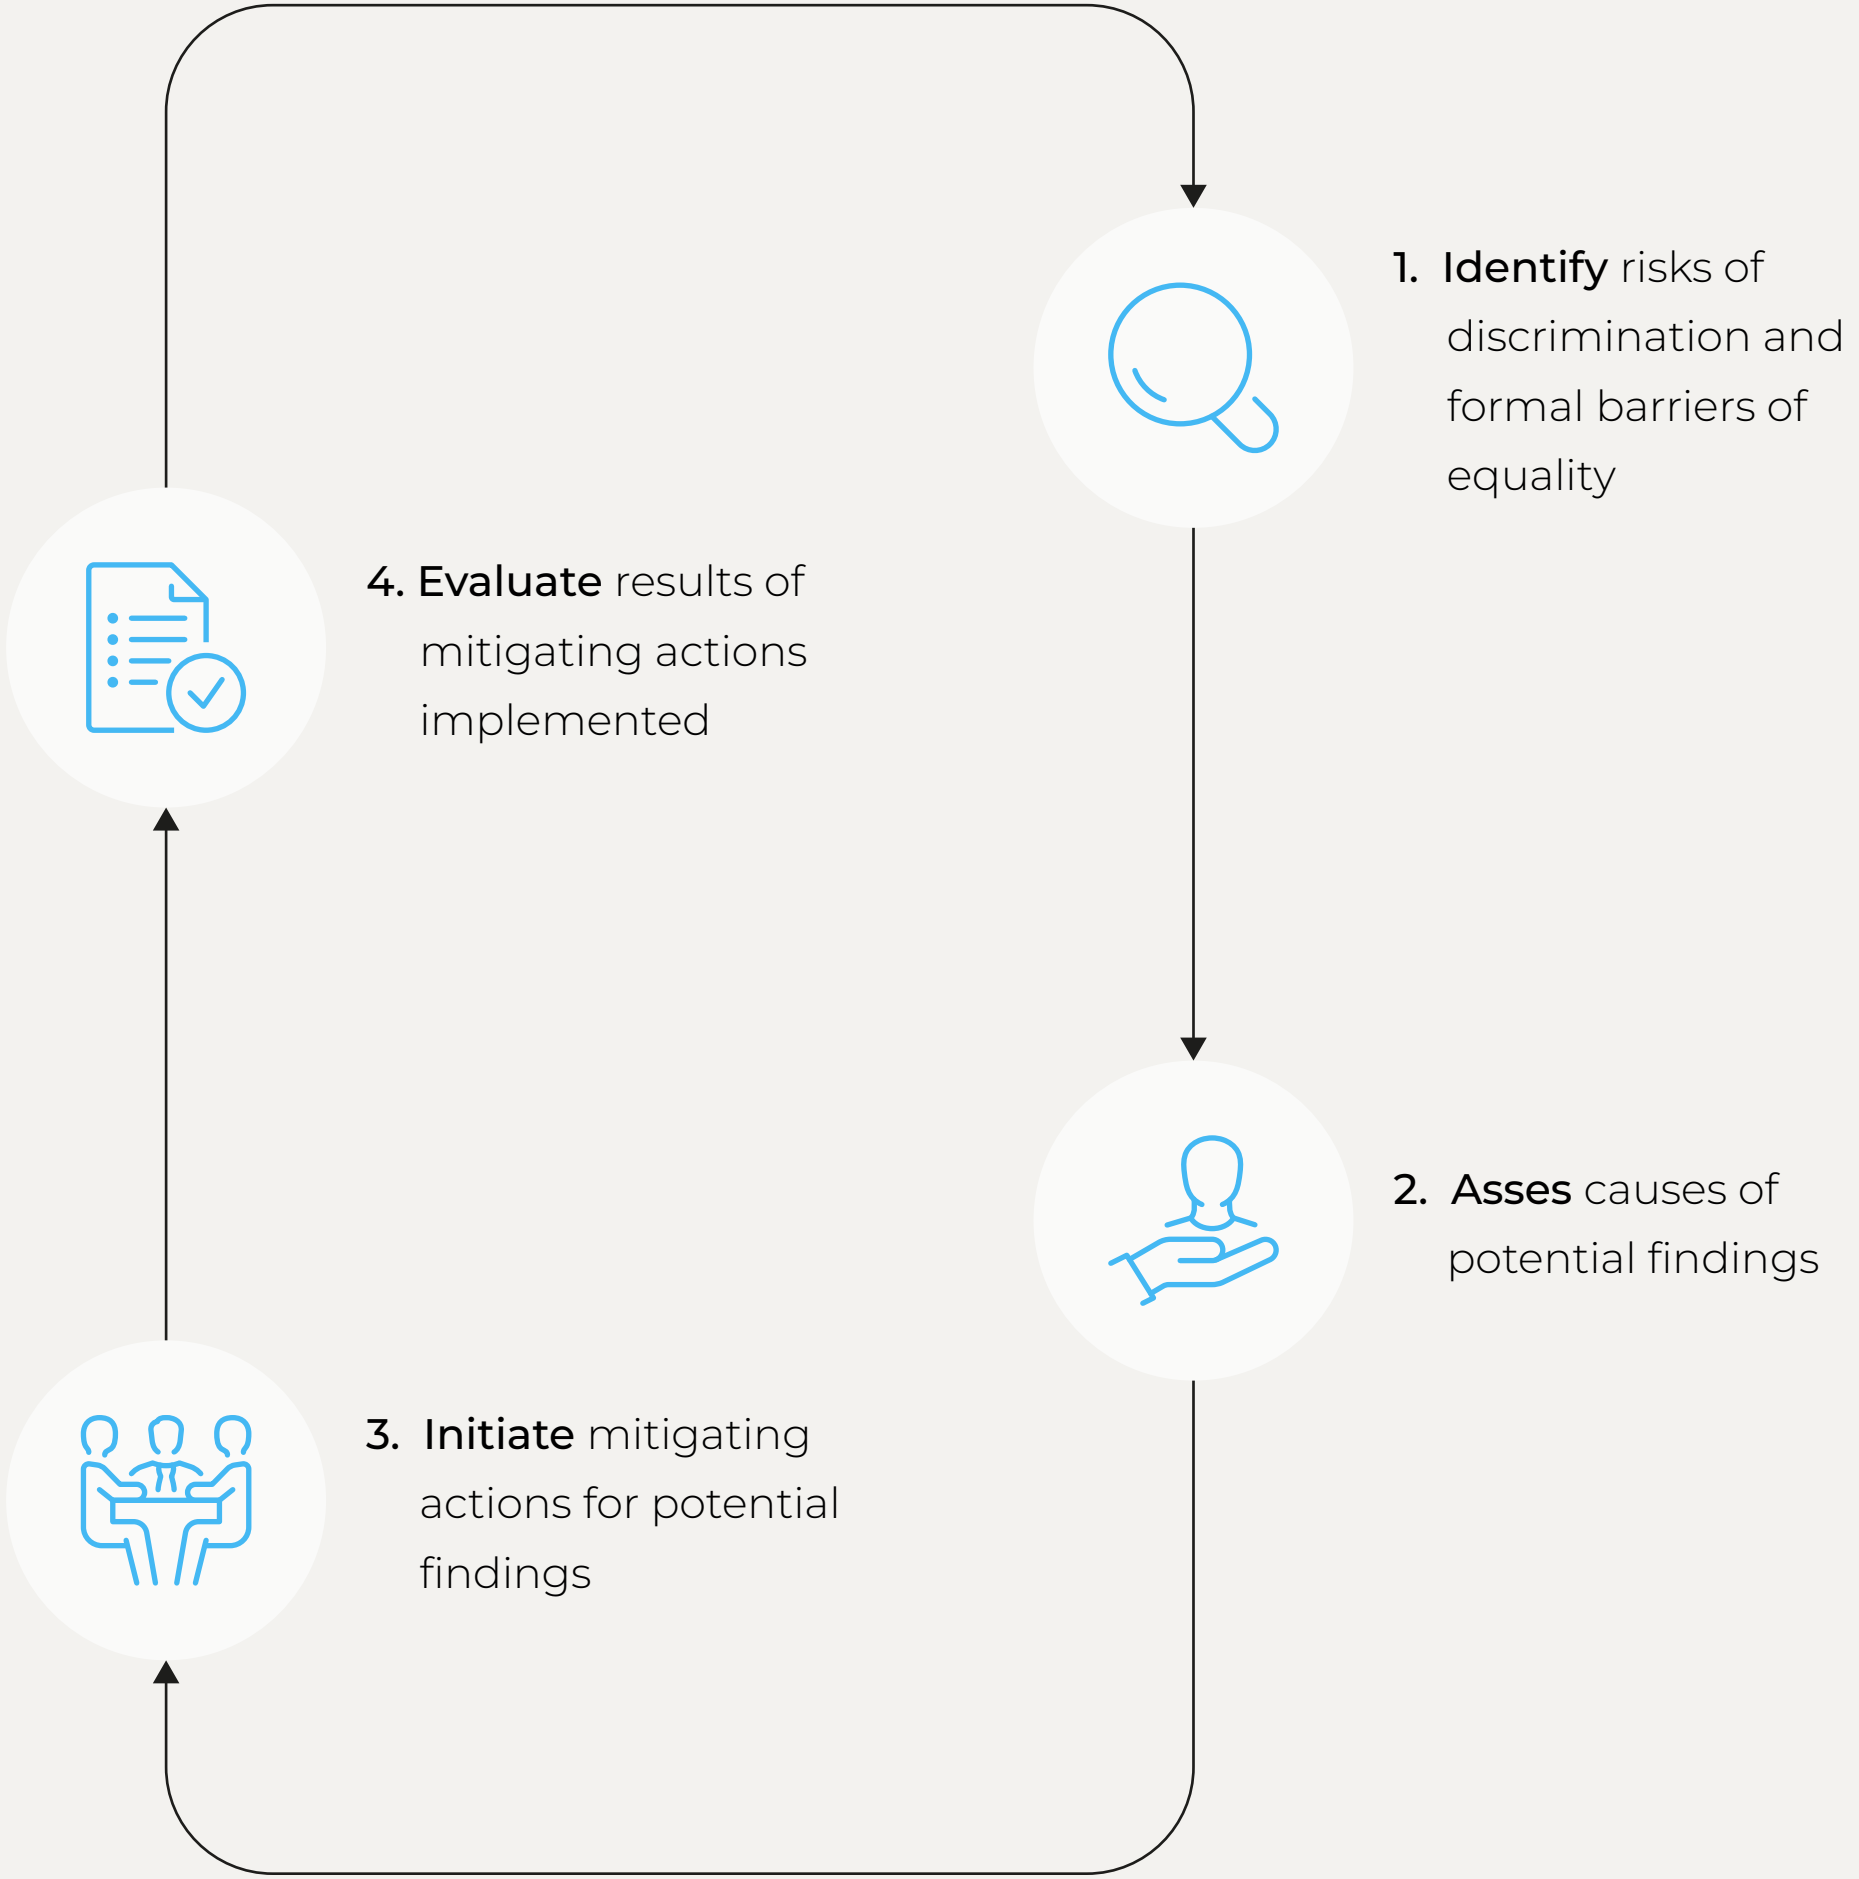 1. Identify risks of
discrimination and
formal barriers of
equality
2. Asses causes of
potential findings
3. Initiate mitigating
actions for potential
findings
4. Evaluate results of
mitigating actions
implemented